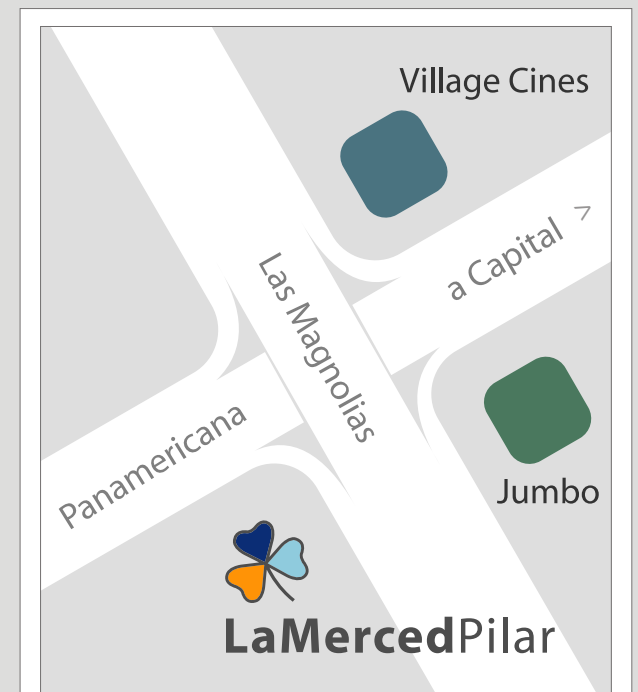 Village Cines
a Capital >
Las Magnolias
Panamericana
Jumbo
LaMercedPilar